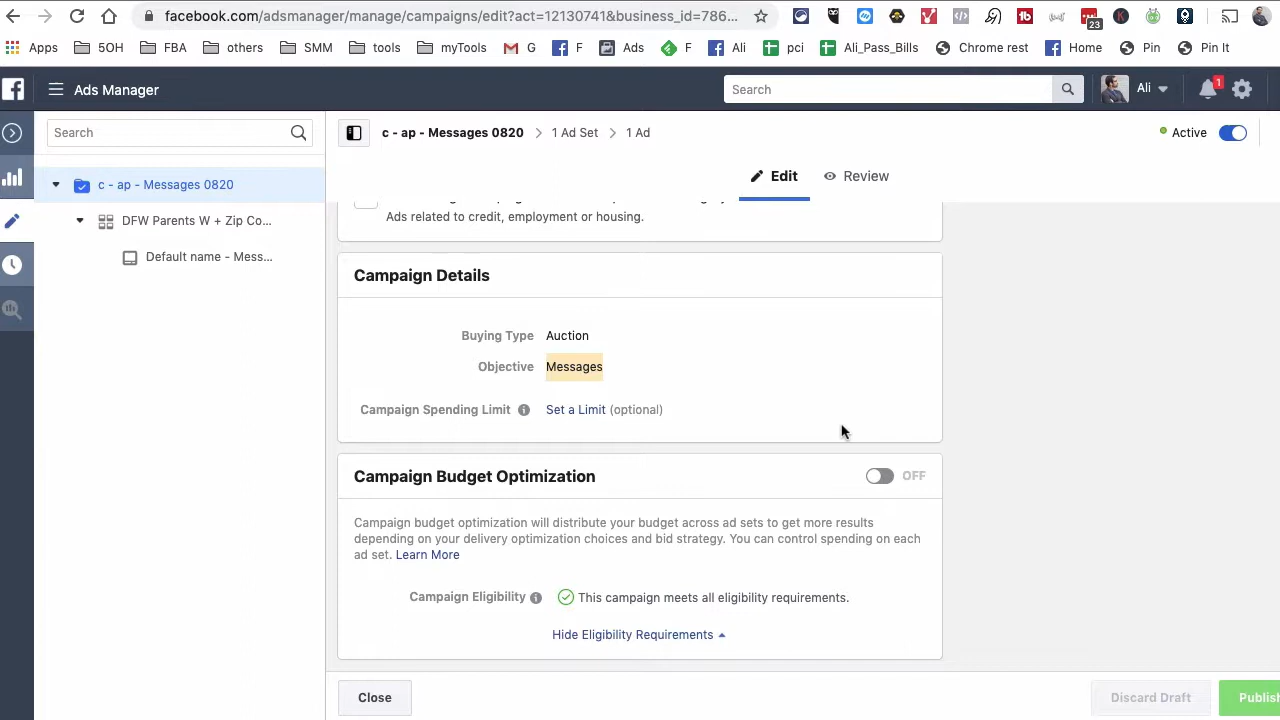 facebook.com/adsmanager/manage/campaigns/edit?act=12130741&business_id=786...
23
Apps 5OH FBA others SMM tools myTools G F Ads F Ali pci Ali_Pass_Bills Chrome rest Home Pin Pin It
Ads Manager Search Ali 1
Search c - ap - Messages 0820 1 Ad Set 1 Ad Active
Edit Review
c - ap - Messages 0820
DFW Parents W + Zip Co...
Default name - Mess...
Ads related to credit, employment or housing.
Campaign Details
Buying Type Auction
Objective Messages
Campaign Spending Limit Set a Limit (optional)
Campaign Budget Optimization OFF
Campaign budget optimization will distribute your budget across ad sets to get more results
depending on your delivery optimization choices and bid strategy. You can control spending on each
ad set. Learn More
Campaign Eligibility This campaign meets all eligibility requirements.
Hide Eligibility Requirements
Close Discard Draft Publish